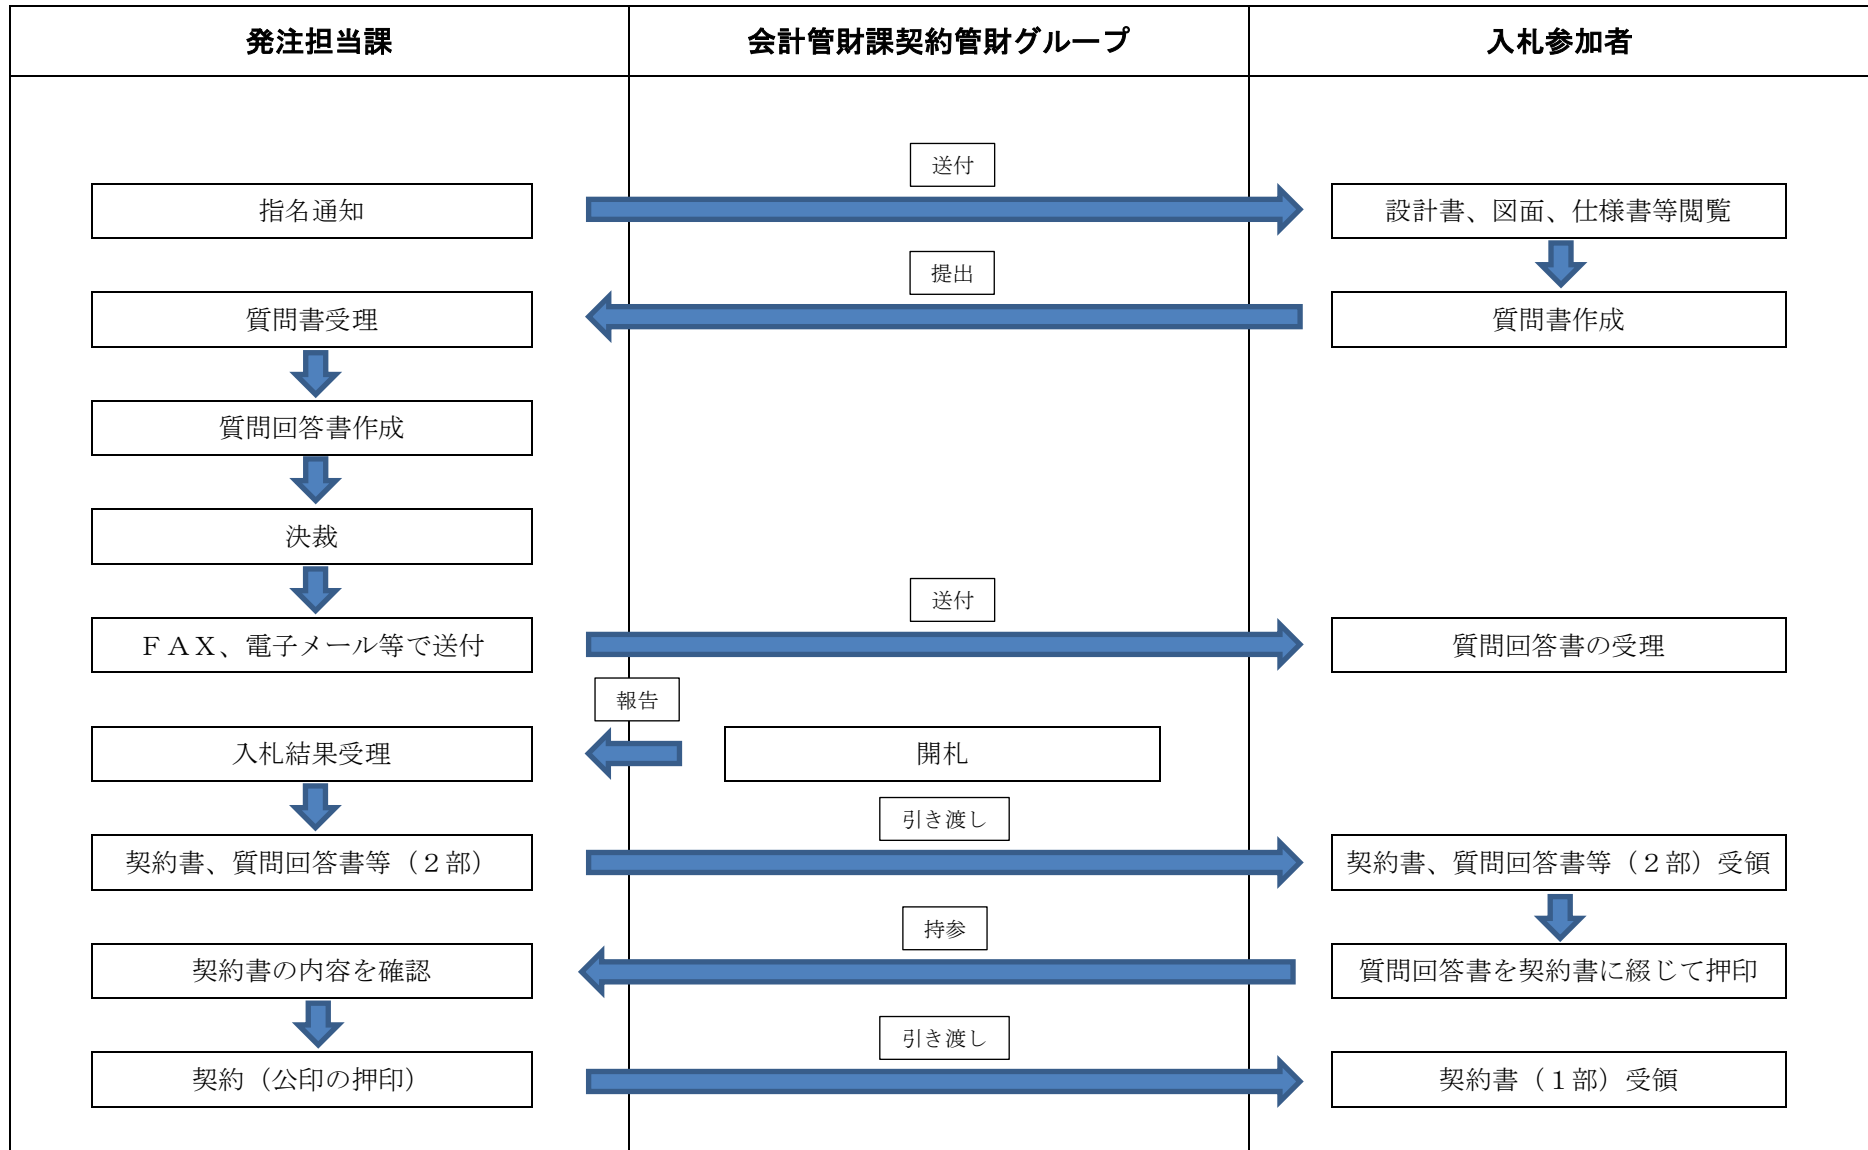 発注担当課
会計管財課契約管財グループ
入札参加者
送付
指名通知
設計書、図面、仕様書等閲覧
提出
質問書受理
質問書作成
質問回答書作成
決裁
送付
ＦＡＸ、電子メール等で送付
質問回答書の受理
報告
入札結果受理
開札
引き渡し
契約書、質問回答書等（２部）
契約書、質問回答書等（２部）受領
持参
契約書の内容を確認
質問回答書を契約書に綴じて押印
引き渡し
契約（公印の押印）
契約書（１部）受領